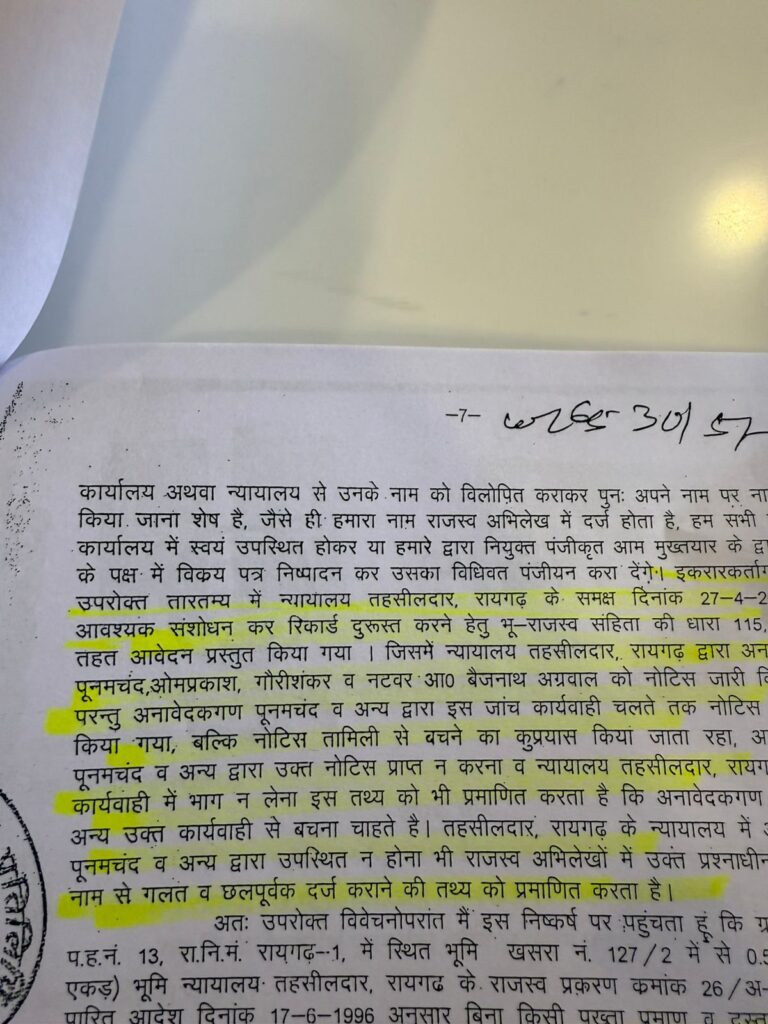 -7-
कार्यालय अथवा न्यायालय से उनके नाम को विलोपित कराकर पुनः अपने नाम पर
किया जाना शेष है, जैसे ही हमारा नाम राजस्व अभिलेख में दर्ज होता है, हम सभी
कार्यालय में स्वयं उपस्थित होकर या हमारे द्वारा नियुक्त पंजीकृत आम मुख्तयार के
के पक्ष में विक्रय पत्र निष्पादन कर उसका विधिवत पंजीयन करा देंगे।
उपरोक्त तारतम्य में न्यायालय तहसीलदार, रायगढ़ के समक्ष दिनांक 27-4-2
आवश्यक संशोधन कर रिकार्ड दुरूस्त करने हेतु भू-राजस्व संहिता की धारा 115,
तहत आवेदन प्रस्तुत किया गया । जिसमें न्यायालय तहसीलदार, रायगढ़ द्वारा
पूनमचंद,ओमप्रकाश, गौरीशंकर व नटवर आ0 बैजनाथ अग्रवाल को नोटिस जारी
परन्तु अनावेदकगण पूनमचंद व अन्य द्वारा इस जांच कार्यवाही चलते तक नोटिस
किया गया, बल्कि नोटिस तामिली से बचने का कुप्रयास किया जाता रहा,
पूनमचंद व अन्य द्वारा उक्त नोटिस प्राप्त न करना व न्यायालय तहसीलदार,
कार्यवाही में भाग न लेना इस तथ्य को भी प्रमाणित करता है कि अनावेदकगण
अन्य उक्त कार्यवाही से बचना चाहते है। तहसीलदार, रायगढ़ के न्यायालय में
पूनमचंद व अन्य द्वारा उपस्थित न होना भी राजस्व अभिलेखों में उक्त प्रश्नाधीन
नाम से गलत व छलपूर्वक दर्ज कराने की तथ्य को प्रमाणित करता है।
अतः उपरोक्त विवेचनोपरांत मैं इस निष्कर्ष पर पहुंचता हूं कि
प.ह.नं. 13, रा.नि.मं. रायगढ़-1, में स्थित भूमि खसरा नं. 127/2 में से 0.5
एकड़) भूमि न्यायालय तहसीलदार, रायगढ के राजस्व प्रकरण कमांक 26/अ-
पारित आदेश दिनांक 17-6-1996 अनुसार बिना किसी पुख्ता प्रमाण व